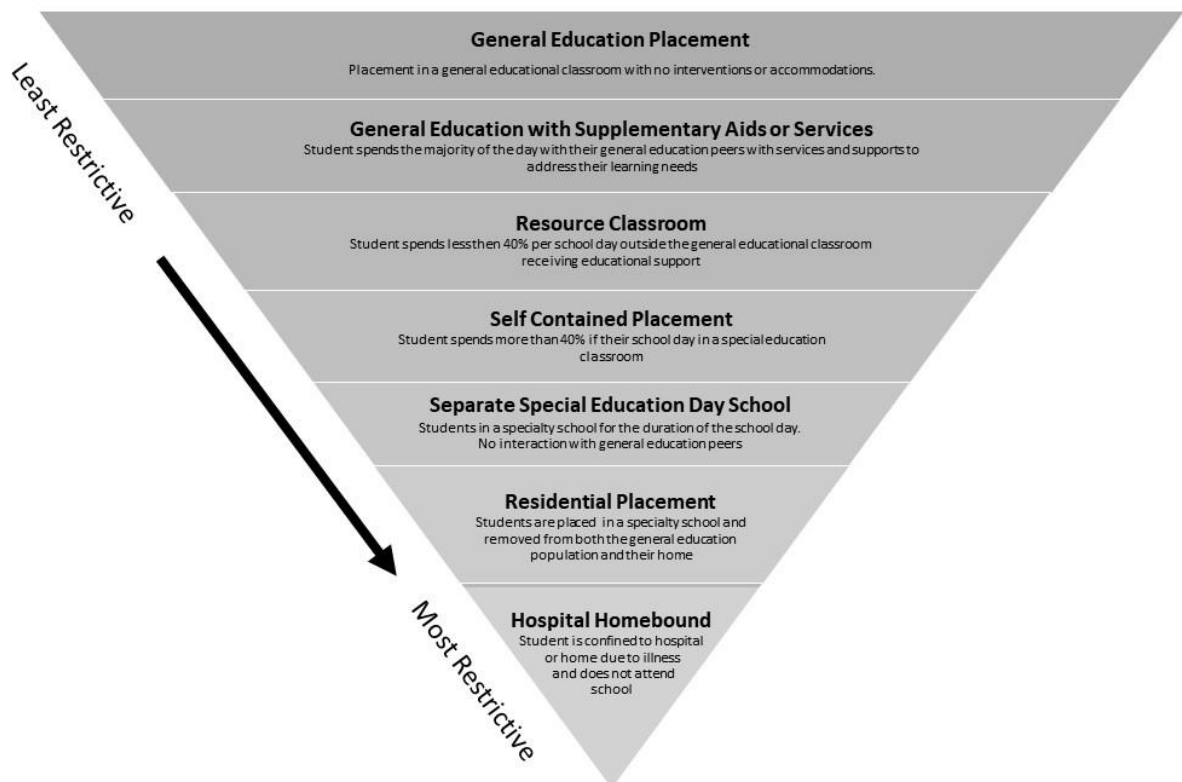 General Education Placement
Placement in a general educational classroom with no interventions or accommodations.
Least Restrictive
General Education with Supplementary Aids or Services
Student spends the majority of the day with their general education peers with services and supports to
address their learning needs
Resource Classroom
Student spends less then 40% per school day outside the general educational classroom
receiving educational support
Self Contained Placement
Student spends more than 40% if their school day in a special education
classroom
Separate Special Education Day School
Students in a specialty school for the duration of the school day.
No interaction with general education peers
Residential Placement
Students are placed in a specialty school and
removed from both the general education
population and their home
Most Restrictive
Hospital Homebound
Student is confined to hospital
or home due to illness
and does not attend
school